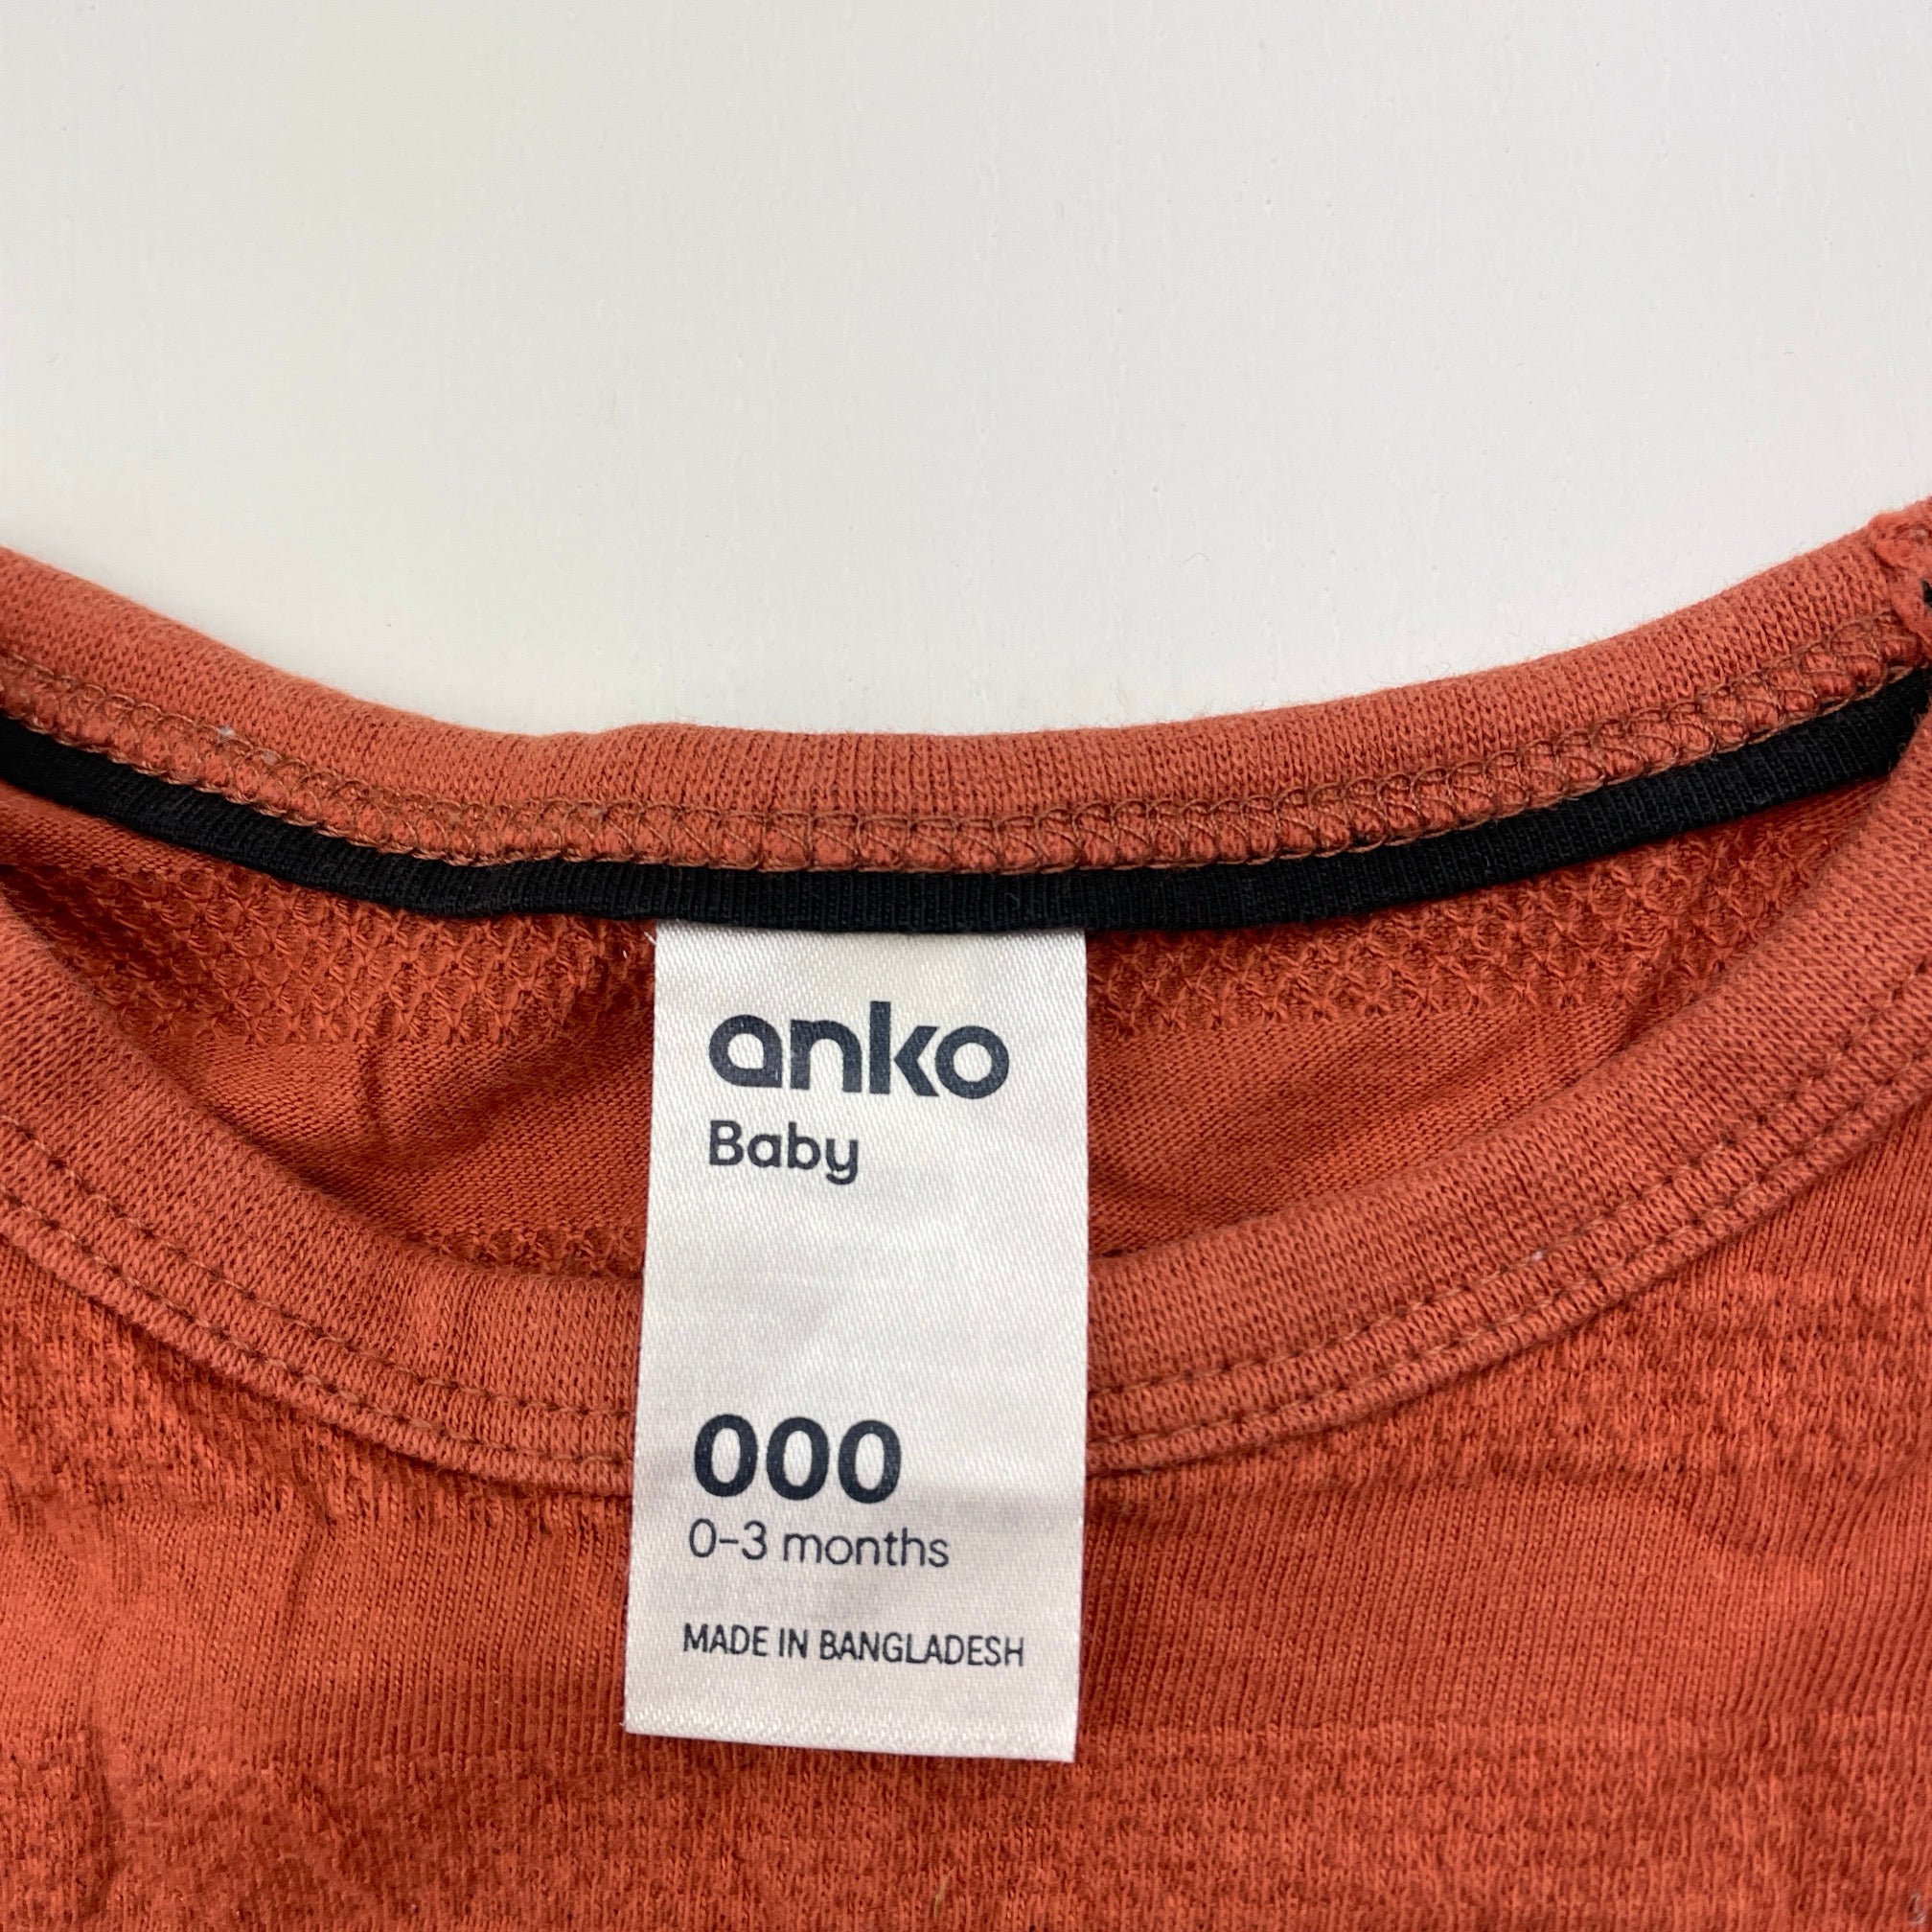 anko
Baby
000
0-3 months
MADE IN BANGLADESH